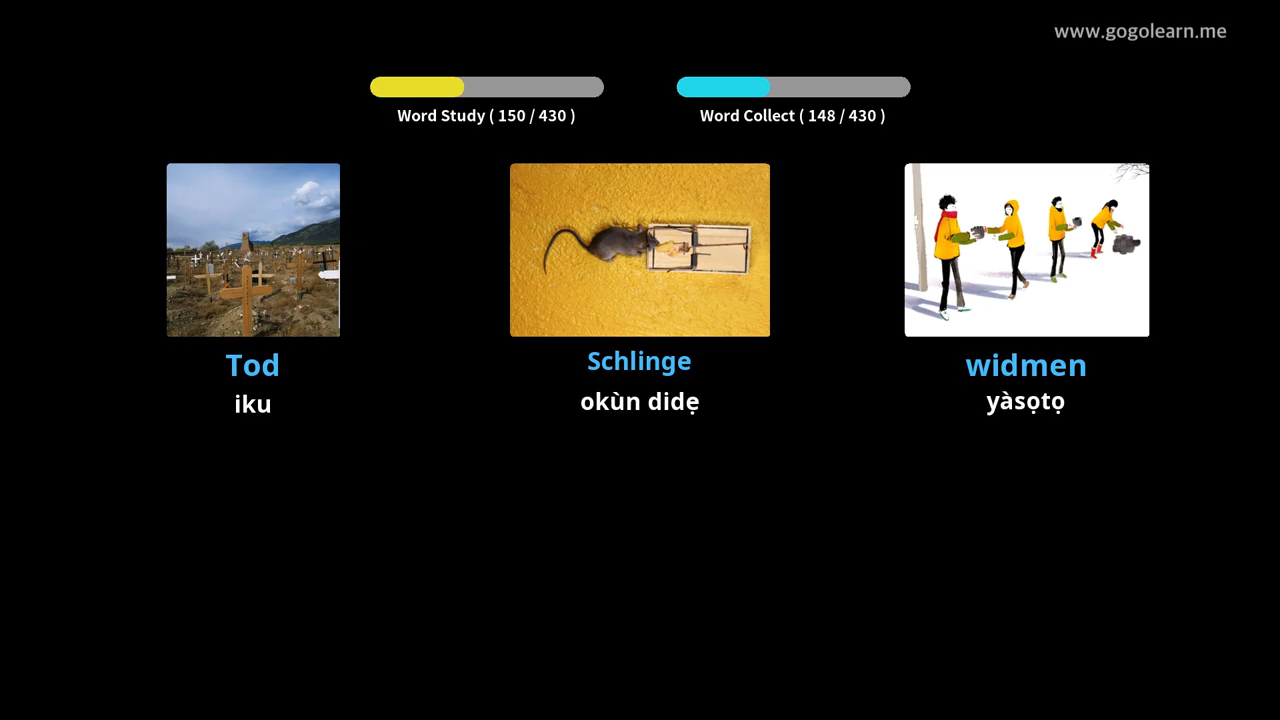 www.gogolearn.me
Word Study ( 150 / 430 )
Word Collect ( 148 / 430 )
Tod
iku
Schlinge
okùn didẹ
widmen
yàsọtọ